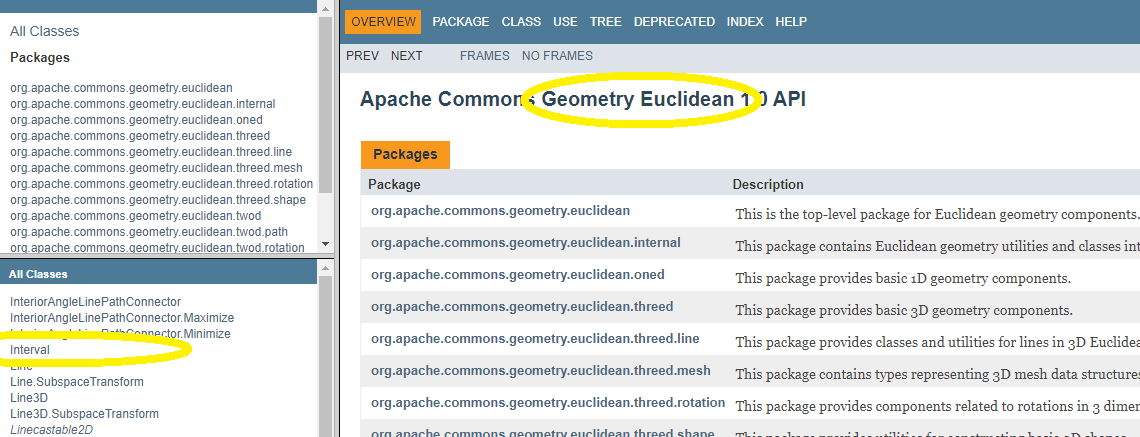 All Classes
Packages
org.apache.commons.geometry.euclidean
org.apache.commons.geometry.euclidean.internal
org.apache.commons.geometry.euclidean.oned
org.apache.commons.geometry.euclidean.threed
org.apache.commons.geometry.euclidean.threed.line
org.apache.commons.geometry.euclidean.threed.mesh
org.apache.commons.geometry.euclidean.threed.rotation
org.apache.commons.geometry.euclidean.threed.shape
org.apache.commons.geometry.euclidean.twod
org.apache.commons.geometry.euclidean.twod.path
org.apache.commons.geometry.euclidean.twod.rotation
All Classes
InteriorAngleLinePathConnector
InteriorAngleLinePathConnector.Maximize
InteriorAngleLinePathConnector.Minimize
Interval
Line
Line.SubspaceTransform
Line3D
Line3D.SubspaceTransform
Linecastable2D
OVERVIEW PACKAGE CLASS USE TREE DEPRECATED INDEX HELP
PREV NEXT FRAMES NO FRAMES
Apache Commons Geometry Euclidean 1.0 API
Packages
Package Description
org.apache.commons.geometry.euclidean This is the top-level package for Euclidean geometry components.
org.apache.commons.geometry.euclidean.internal This package contains Euclidean geometry utilities and classes int
org.apache.commons.geometry.euclidean.oned This package provides basic 1D geometry components.
org.apache.commons.geometry.euclidean.threed This package provides basic 3D geometry components.
org.apache.commons.geometry.euclidean.threed.line This package provides classes and utilities for lines in 3D Euclidea
org.apache.commons.geometry.euclidean.threed.mesh This package contains types representing 3D mesh data structures
org.apache.commons.geometry.euclidean.threed.rotation This package provides components related to rotations in 3 dimen
org.apache.commons.geometry.euclidean.threed.shape This package provides utilities for constructing basic 3D shapes.